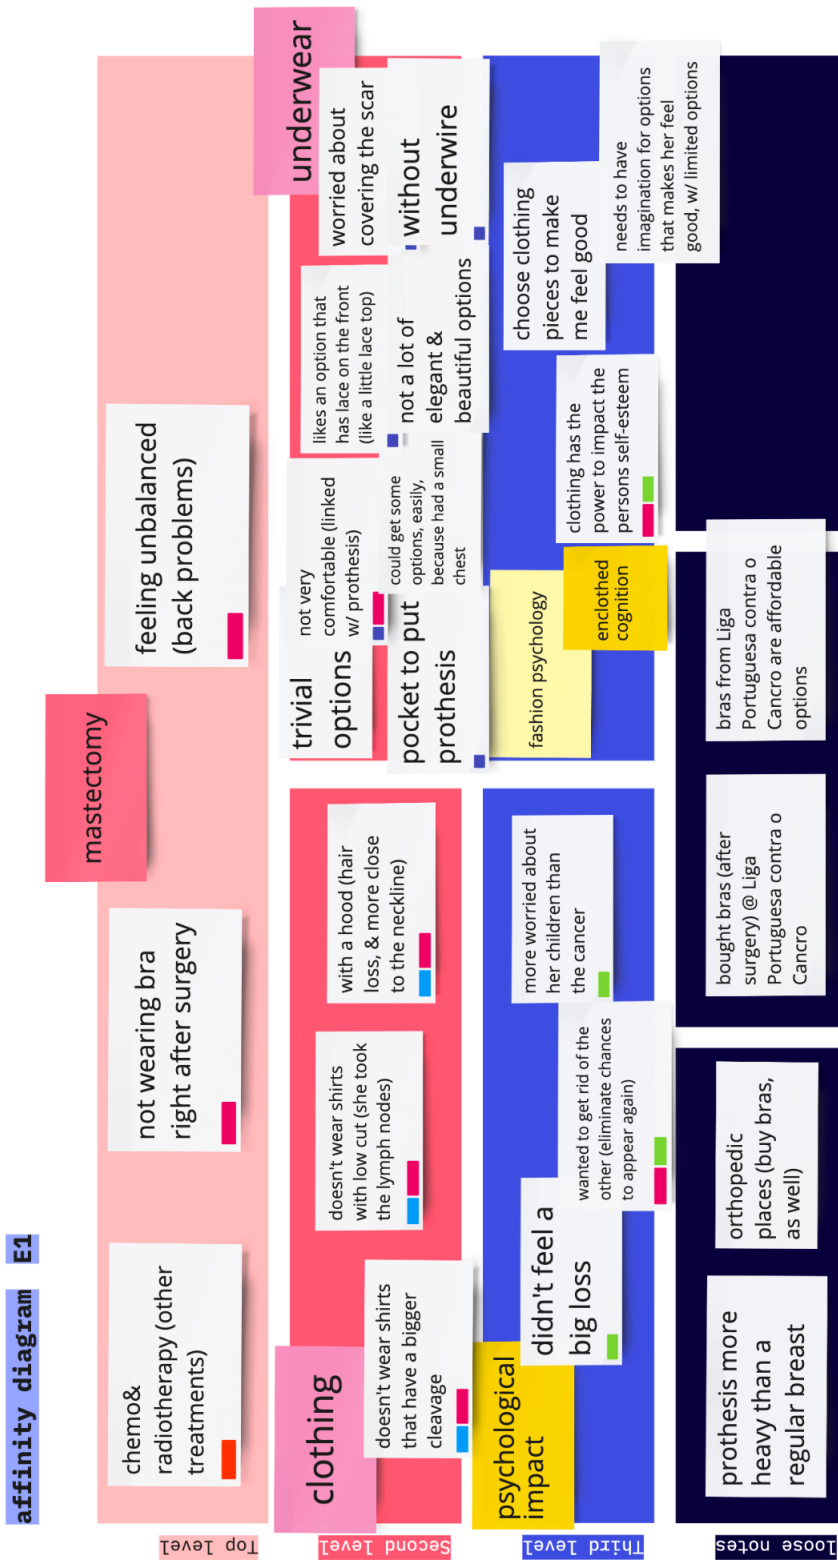 affinity diagram E1
Top level
mastectomy
chemo&
radiotherapy (other
treatments)
not wearing bra
right after surgery
feeling unbalanced
(back problems)
Second level
clothing
doesn't wear shirts
that have a bigger
cleavage
doesn't wear shirts
with low cut (she took
the lymph nodes)
with a hood (hair
loss, & more close
to the neckline)
underwear
trivial
options
not very
comfortable (linked
w/ prothesis)
likes an option that
has lace on the front
(like a little lace top)
worried about
covering the scar
pocket to put
prothesis
could get some
options, easily,
because had a small
chest
not a lot of
elegant &
beautiful options
without
underwire
Third level
psychological
impact
didn't feel a
big loss
wanted to get rid of the
other (eliminate chances
to appear again)
more worried about
her children than
the cancer
fashion psychology
enclothed
cognition
clothing has the
power to impact the
persons self-esteem
choose clothing
pieces to make
me feel good
needs to have
imagination for options
that makes her feel
good, w/ limited options
loose notes
prothesis more
heavy than a
regular breast
orthopedic
places (buy bras,
as well)
bought bras (after
surgery) @ Liga
Portuguesa contra o
Cancro
bras from Liga
Portuguesa contra o
Cancro are affordable
options